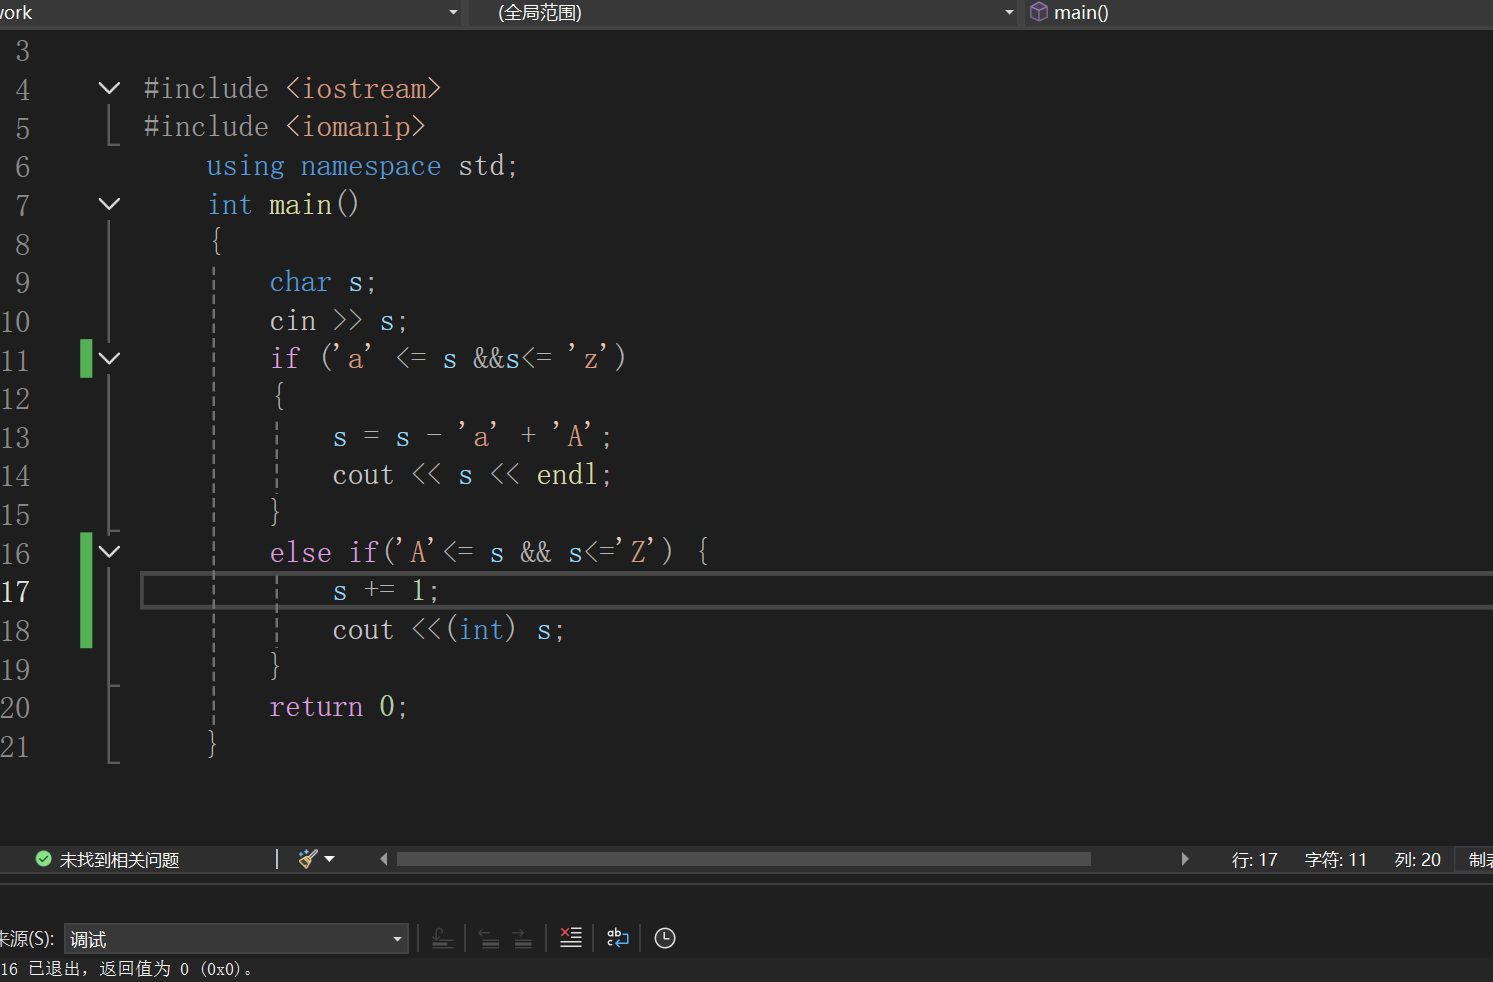 (全局范围) main()
3
4 #include <iostream>
5 #include <iomanip>
6 using namespace std;
7 int main()
8 {
9 char s;
10 cin >> s;
11 if ('a' <= s &&s<= 'z')
12 {
13 s = s - 'a' + 'A';
14 cout << s << endl;
15 }
16 else if('A'<= s && s<='Z') {
17 s += 1;
18 cout <<(int) s;
19 }
20 return 0;
21 }
未找到相关问题 行: 17 字符: 11 列: 20
(S): 调试
16 已退出，返回值为 0 (0x0)。